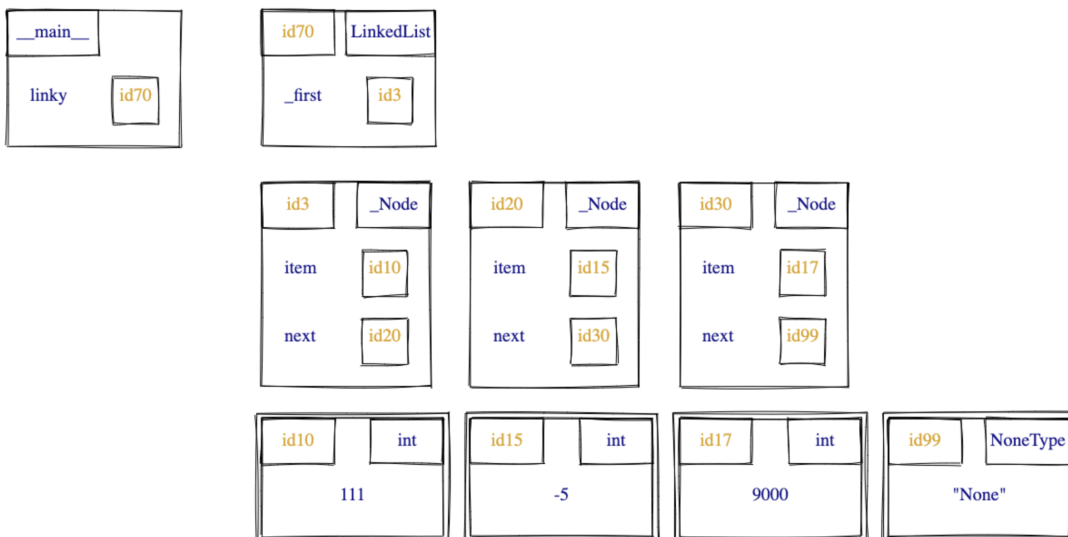 __main__ id70 LinkedList
linky id70 _first id3
id3 _Node id20 _Node id30 _Node
item id10 item id15 item id17
next id20 next id30 next id99
id10 int id15 int id17 int id99 NoneType
111 -5 9000 "None"